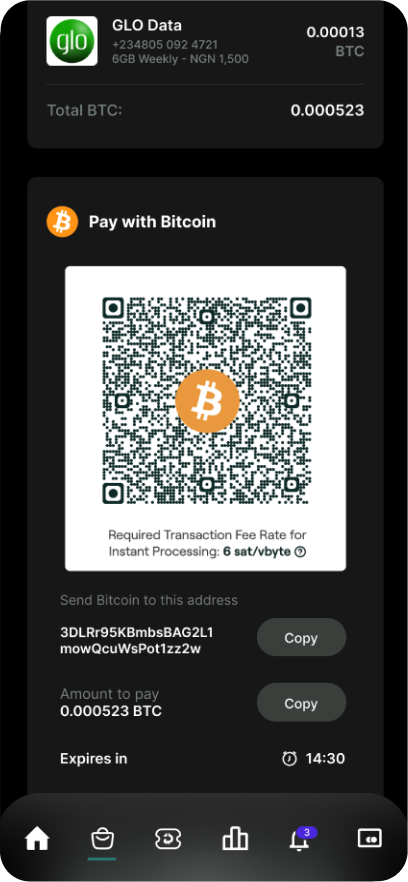 glo
GLO Data
+234805 092 4721
6GB Weekly - NGN 1,500
0.00013
BTC
Total BTC:
0.000523
Pay with Bitcoin
Required Transaction Fee Rate for
Instant Processing: 6 sat/vbyte
Send Bitcoin to this address
3DLRr95KBmbsBAG2L1
mowQcuWsPot1zz2w
Copy
Amount to pay
0.000523 BTC
Copy
Expires in
14:30
3